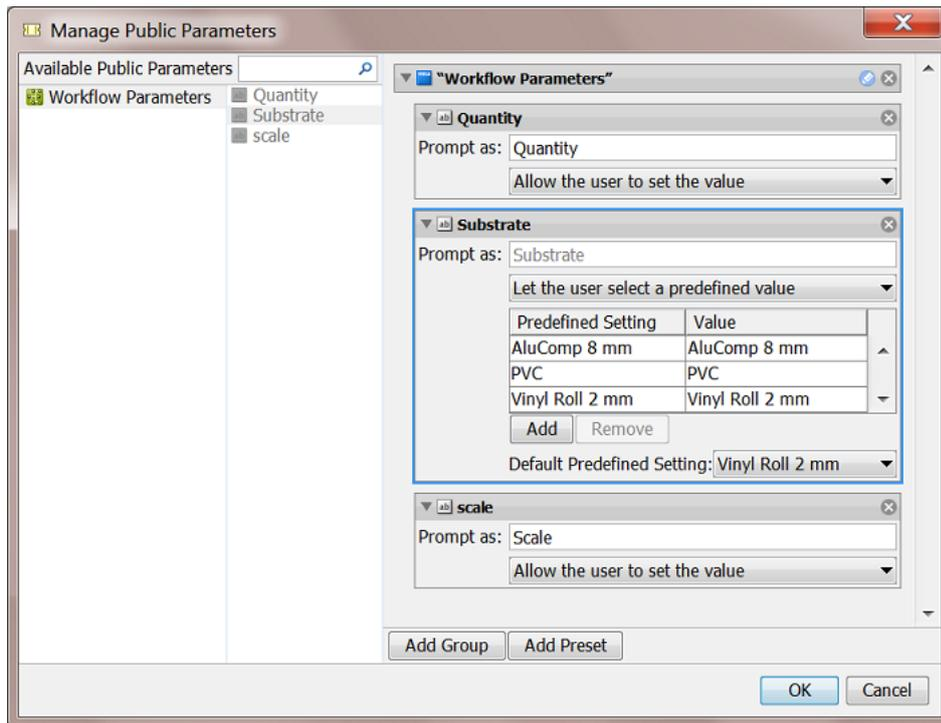 Manage Public Parameters
Available Public Parameters
Workflow Parameters
Quantity
Substrate
scale
"Workflow Parameters"
Quantity
Prompt as: Quantity
Allow the user to set the value
Substrate
Prompt as: Substrate
Let the user select a predefined value
Predefined Setting Value
AluComp 8 mm AluComp 8 mm
PVC PVC
Vinyl Roll 2 mm Vinyl Roll 2 mm
Add Remove
Default Predefined Setting: Vinyl Roll 2 mm
scale
Prompt as: Scale
Allow the user to set the value
Add Group Add Preset
OK Cancel